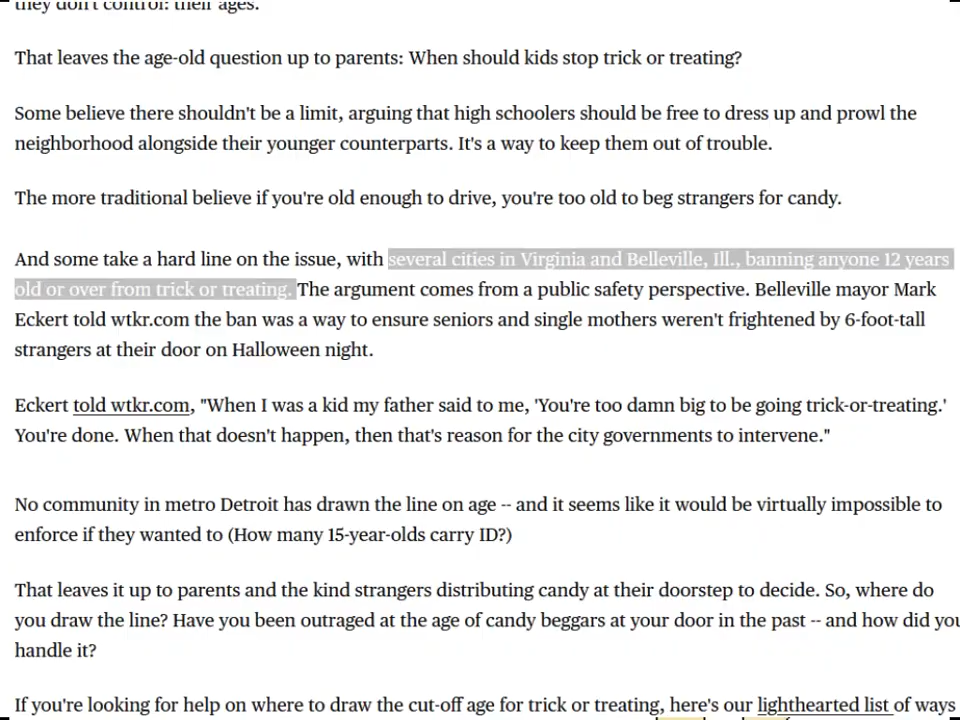 they don't control: their ages.
That leaves the age-old question up to parents: When should kids stop trick or treating?
Some believe there shouldn't be a limit, arguing that high schoolers should be free to dress up and prowl the
neighborhood alongside their younger counterparts. It's a way to keep them out of trouble.
The more traditional believe if you're old enough to drive, you're too old to beg strangers for candy.
And some take a hard line on the issue, with several cities in Virginia and Belleville, Ill., banning anyone 12 years
old or over from trick or treating. The argument comes from a public safety perspective. Belleville mayor Mark
Eckert told wtkr.com the ban was a way to ensure seniors and single mothers weren't frightened by 6-foot-tall
strangers at their door on Halloween night.
Eckert told wtkr.com, "When I was a kid my father said to me, 'You're too damn big to be going trick-or-treating.'
You're done. When that doesn't happen, then that's reason for the city governments to intervene."
No community in metro Detroit has drawn the line on age -- and it seems like it would be virtually impossible to
enforce if they wanted to (How many 15-year-olds carry ID?)
That leaves it up to parents and the kind strangers distributing candy at their doorstep to decide. So, where do
you draw the line? Have you been outraged at the age of candy beggars at your door in the past -- and how did you
handle it?
If you're looking for help on where to draw the cut-off age for trick or treating, here's our lighthearted list of ways